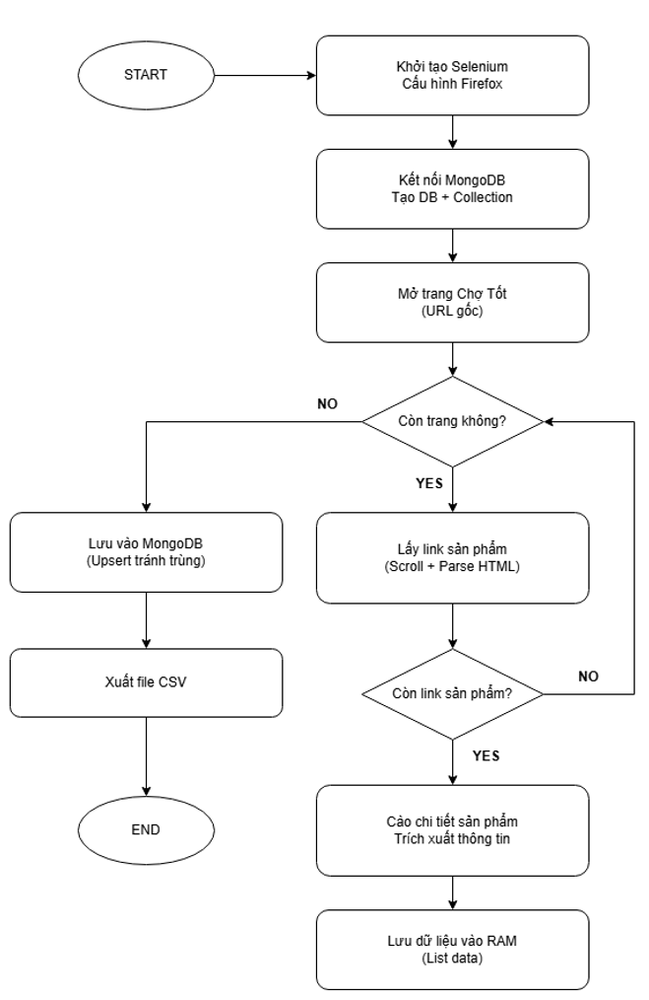 START
Khởi tạo Selenium
Cấu hình Firefox
Kết nối MongoDB
Tạo DB + Collection
Mở trang Chợ Tốt
(URL gốc)
Còn trang không?
NO
YES
Lưu vào MongoDB
(Upsert tránh trùng)
Xuất file CSV
END
Lấy link sản phẩm
(Scroll + Parse HTML)
Còn link sản phẩm?
NO
YES
Cào chi tiết sản phẩm
Trích xuất thông tin
Lưu dữ liệu vào RAM
(List data)